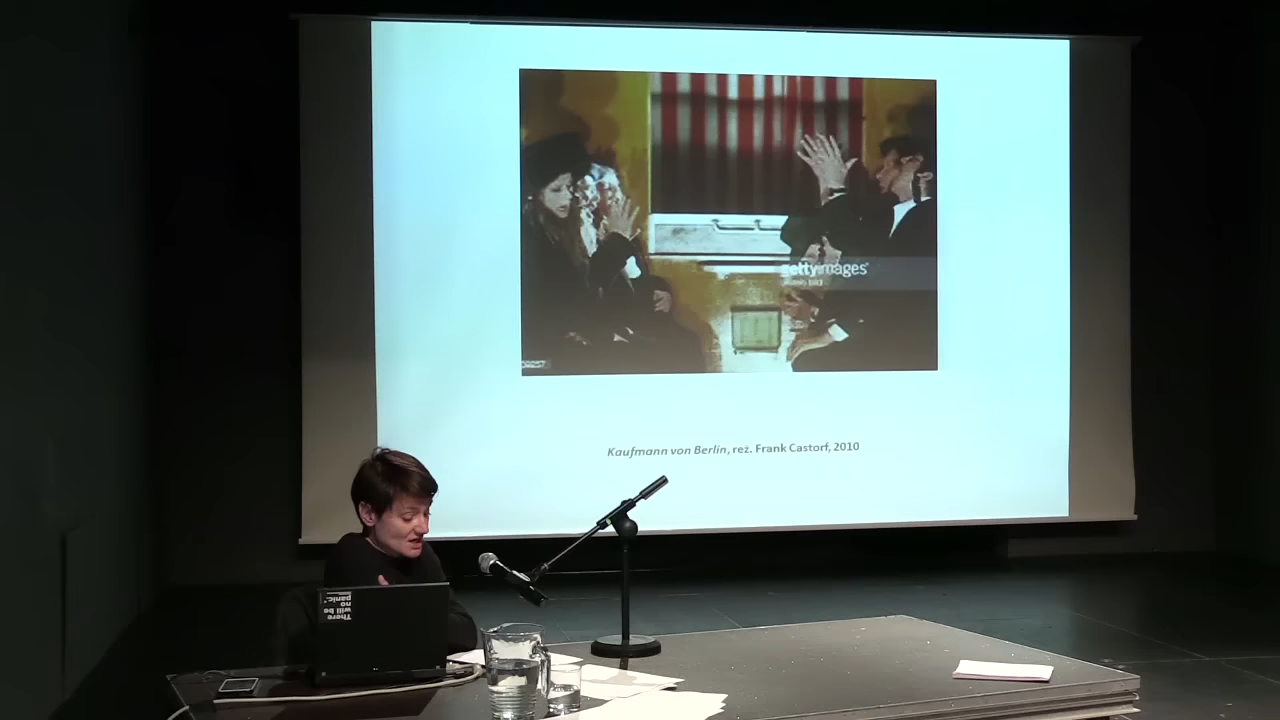 gettyimages®
Kaufmann von Berlin, reż. Frank Castorf, 2010
There
will be
no
panic.